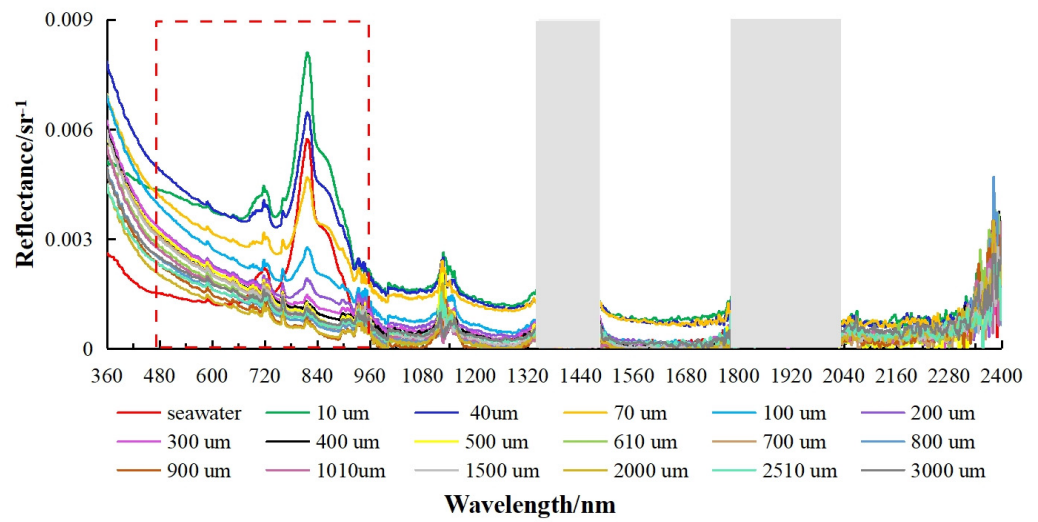 0.009
0.006
0.003
0
Reflectance/sr⁻¹
360 480 600 720 840 960 1080 1200 1320 1440 1560 1680 1800 1920 2040 2160 2280 2400
seawater 10 um 40um 70 um 100 um 200 um
300 um 400 um 500 um 610 um 700 um 800 um
900 um 1010um 1500 um 2000 um 2510 um 3000 um
Wavelength/nm